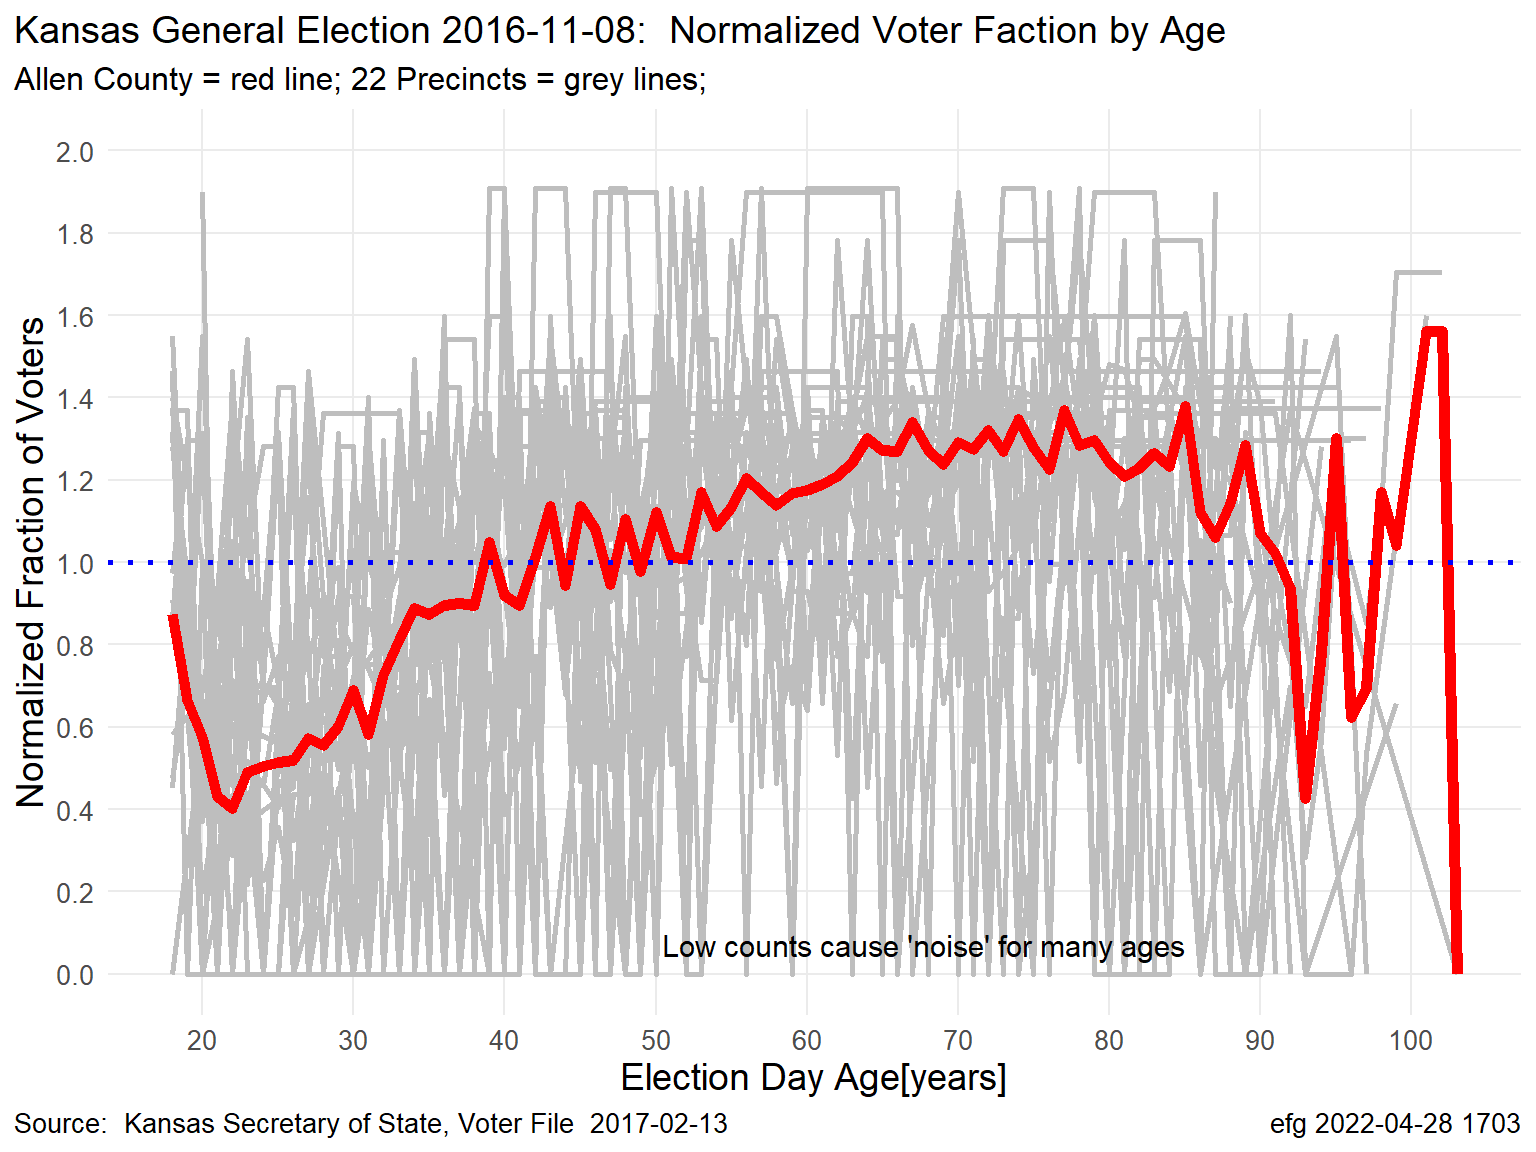 Kansas General Election 2016-11-08:  Normalized Voter Faction by Age
Allen County = red line; 22 Precincts = grey lines;
Normalized Fraction of Voters
2.0
1.8
1.6
1.4
1.2
1.0
0.8
0.6
0.4
0.2
0.0
Low counts cause 'noise' for many ages
20 30 40 50 60 70 80 90 100
Election Day Age[years]
Source:  Kansas Secretary of State, Voter File  2017-02-13
efg 2022-04-28 1703